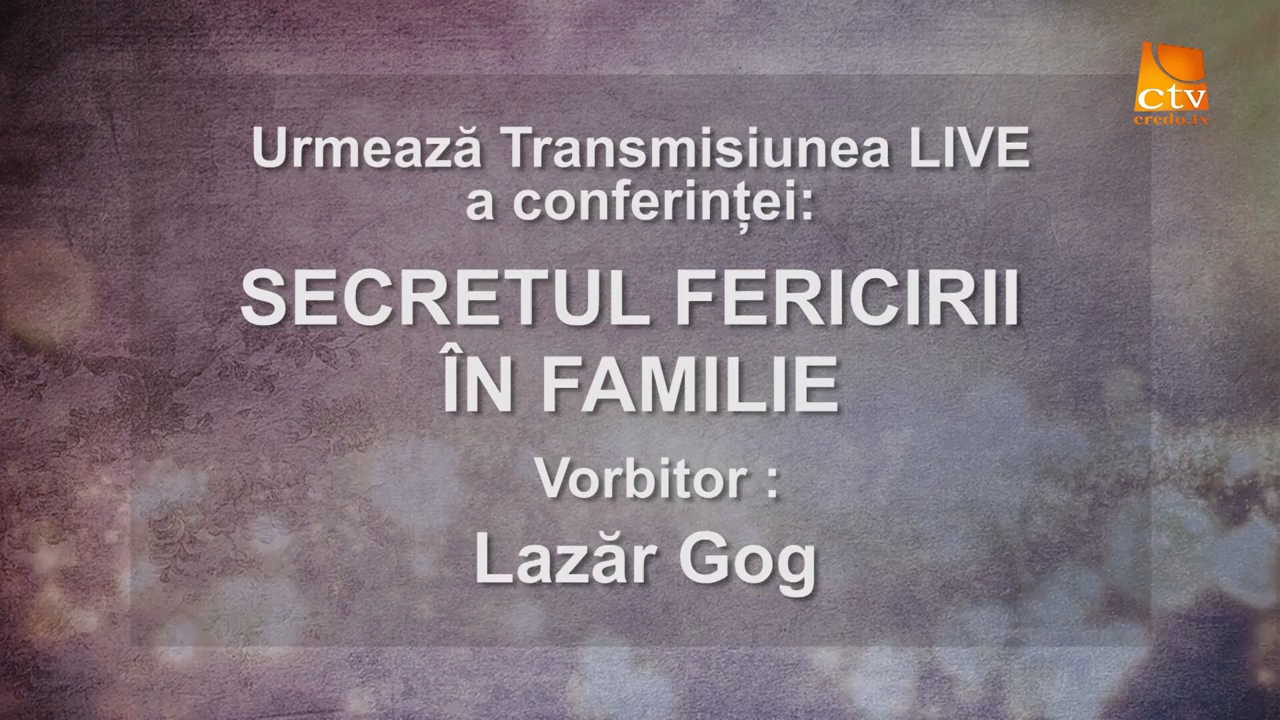 ctv
credo.tv
Urmează Transmisiunea LIVE
a conferinței:
SECRETUL FERICIRII
ÎN FAMILIE
Vorbitor :
Lazăr Gog